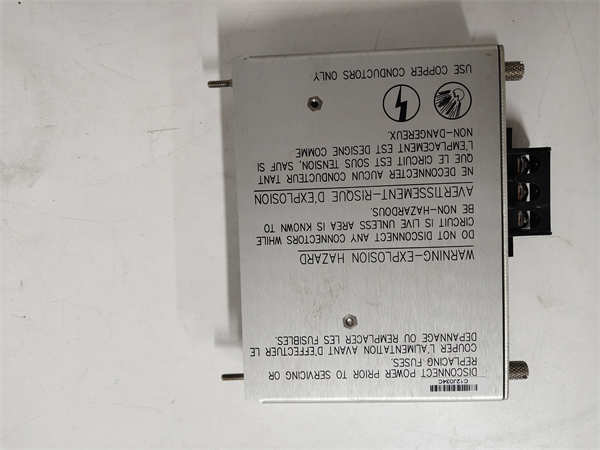 C12J034C
DISCONNECT POWER PRIOR TO SERVICING OR
REPLACING FUSES.
COUPER L'ALIMENTATION AVANT D'EFFECTUER LE
DEPANNAGE OU REMPLACER LES FUSIBLES.
WARNING-EXPLOSION HAZARD
DO NOT DISCONNECT ANY CONNECTORS WHILE
CIRCUIT IS LIVE UNLESS AREA IS KNOWN TO
BE NON-HAZARDOUS.
AVERTISSEMENT-RISQUE D'EXPLOSION
NE DECONNECTER AUCUN CONDUCTEUR TANT
QUE LE CIRCUIT EST SOUS TENSION, SAUF SI
L'EMPLACEMENT EST DESIGNE COMME
NON-DANGEREUX.
USE COPPER CONDUCTORS ONLY